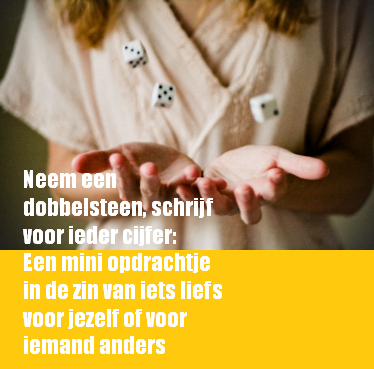 Neem een
dobbelsteen, schrijf
voor ieder cijfer:
Een mini opdrachtje
in de zin van iets liefs
voor jezelf of voor
iemand anders